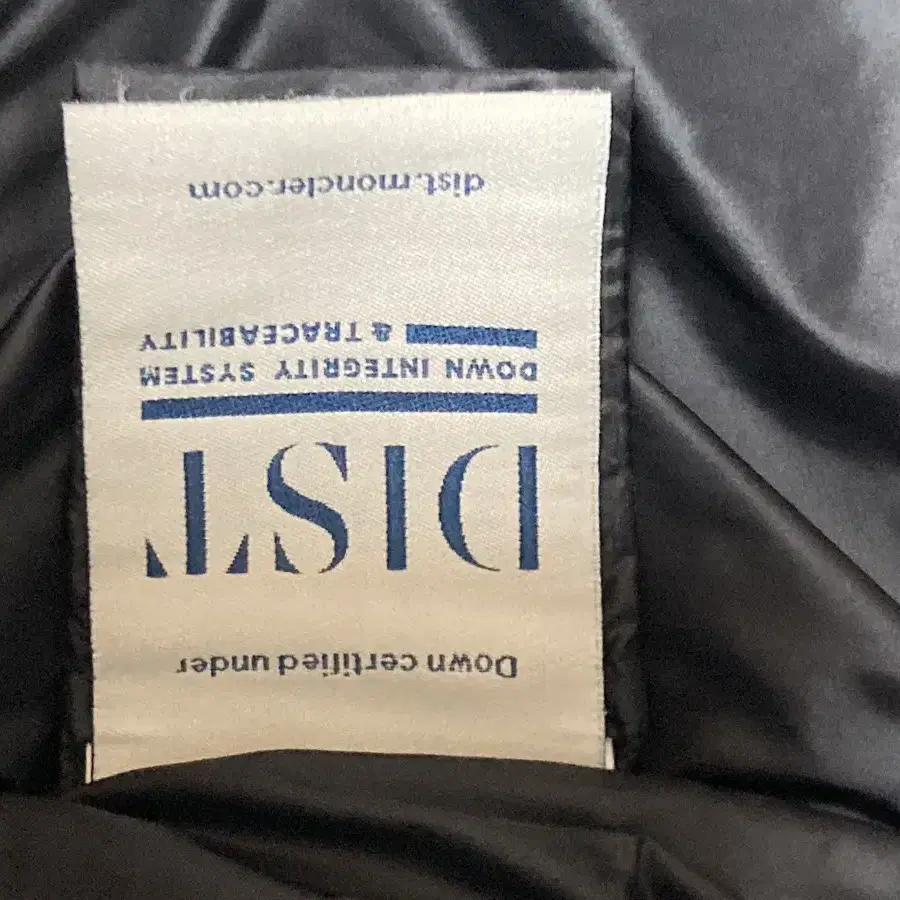 Down certified under
DIST
DOWN INTEGRITY SYSTEM
& TRACEABILITY
dist.moncler.com